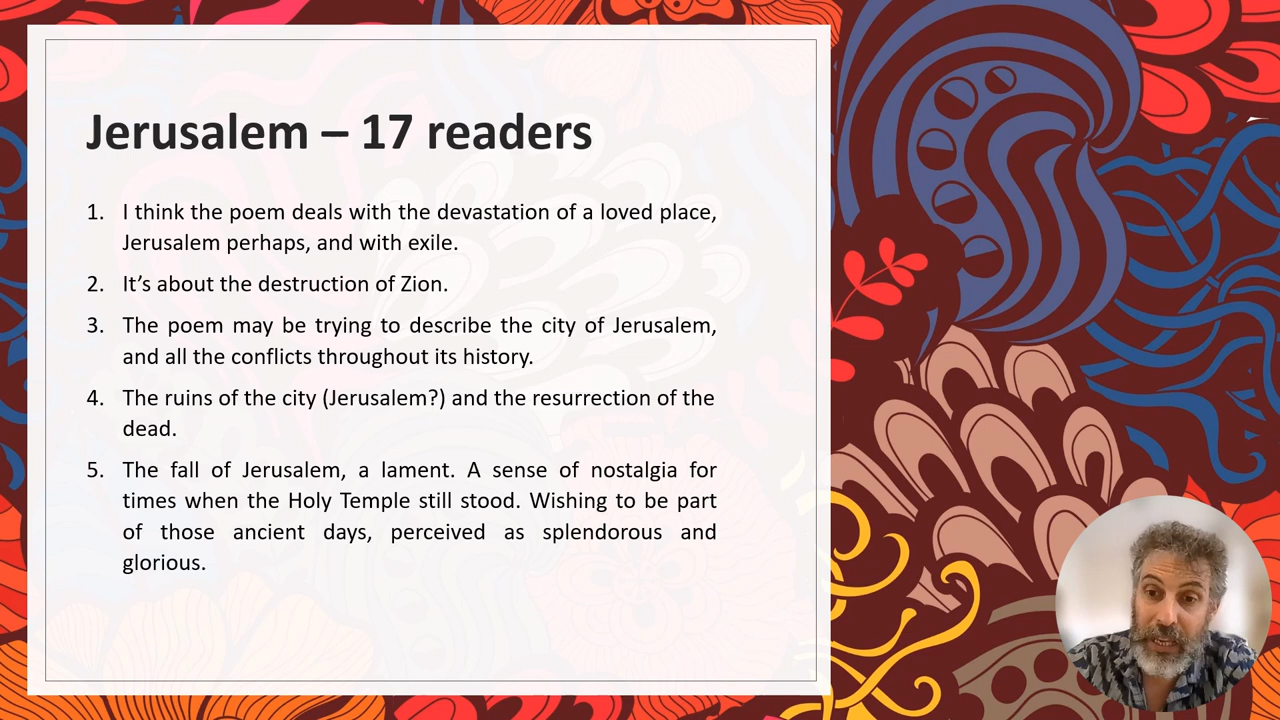 Jerusalem – 17 readers
1. I think the poem deals with the devastation of a loved place,
Jerusalem perhaps, and with exile.
2. It’s about the destruction of Zion.
3. The poem may be trying to describe the city of Jerusalem,
and all the conflicts throughout its history.
4. The ruins of the city (Jerusalem?) and the resurrection of the
dead.
5. The fall of Jerusalem, a lament. A sense of nostalgia for
times when the Holy Temple still stood. Wishing to be part
of those ancient days, perceived as splendorous and
glorious.